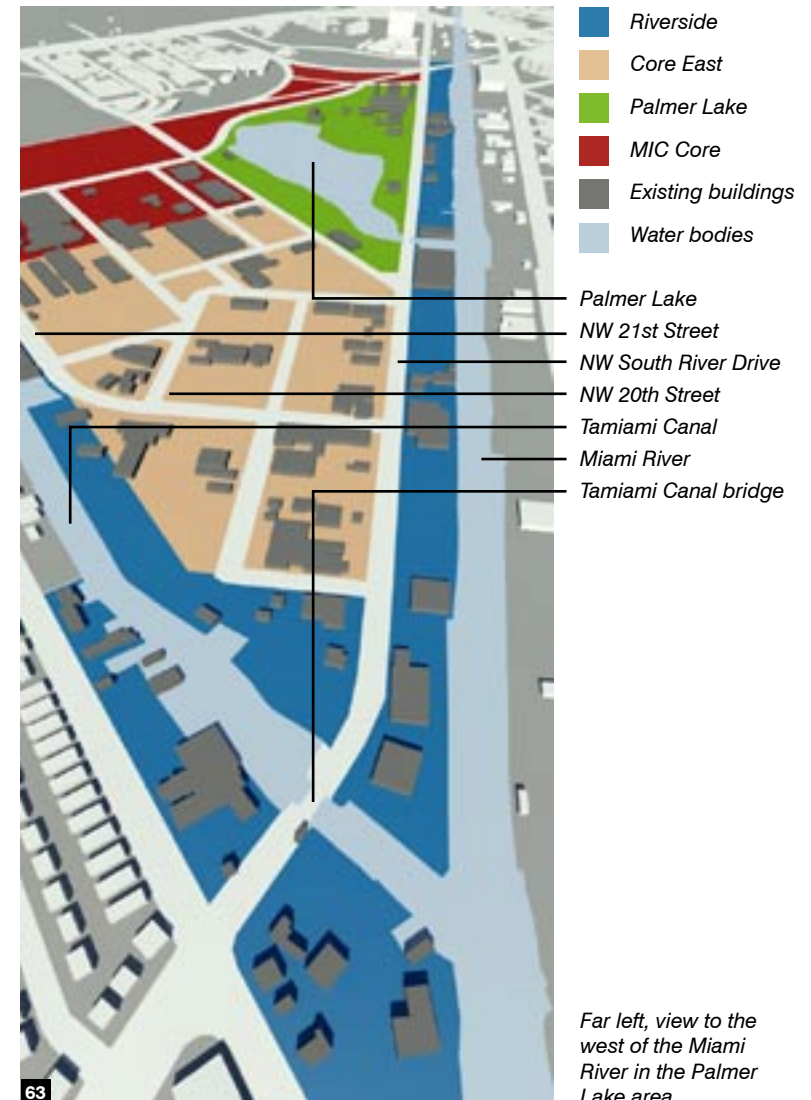 Riverside
Core East
Palmer Lake
MIC Core
Existing buildings
Water bodies
Palmer Lake
NW 21st Street
NW South River Drive
NW 20th Street
Tamiami Canal
Miami River
Tamiami Canal bridge
Far left, view to the
west of the Miami
River in the Palmer
Lake area
63